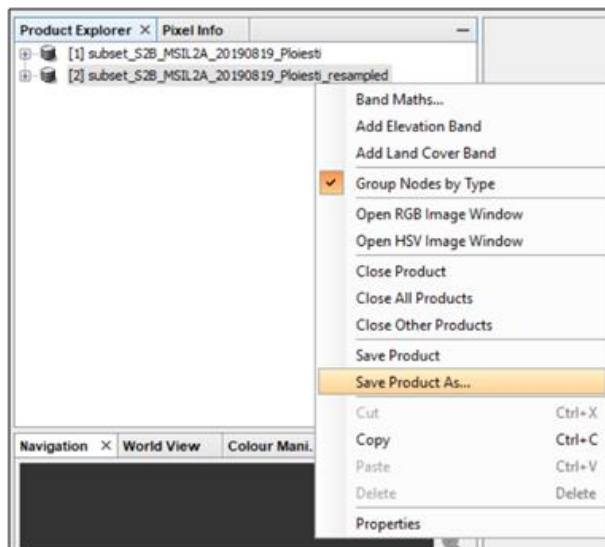 Product Explorer × Pixel Info
[1] subset_S2B_MSIL2A_20190819_Ploiesti
[2] subset_S2B_MSIL2A_20190819_Ploiesti_resampled
Band Maths...
Add Elevation Band
Add Land Cover Band
Group Nodes by Type
Open RGB Image Window
Open HSV Image Window
Close Product
Close All Products
Close Other Products
Save Product
Save Product As...
Cut Ctrl+X
Copy Ctrl+C
Paste Ctrl+V
Delete Delete
Properties
Navigation × World View Colour Mani.